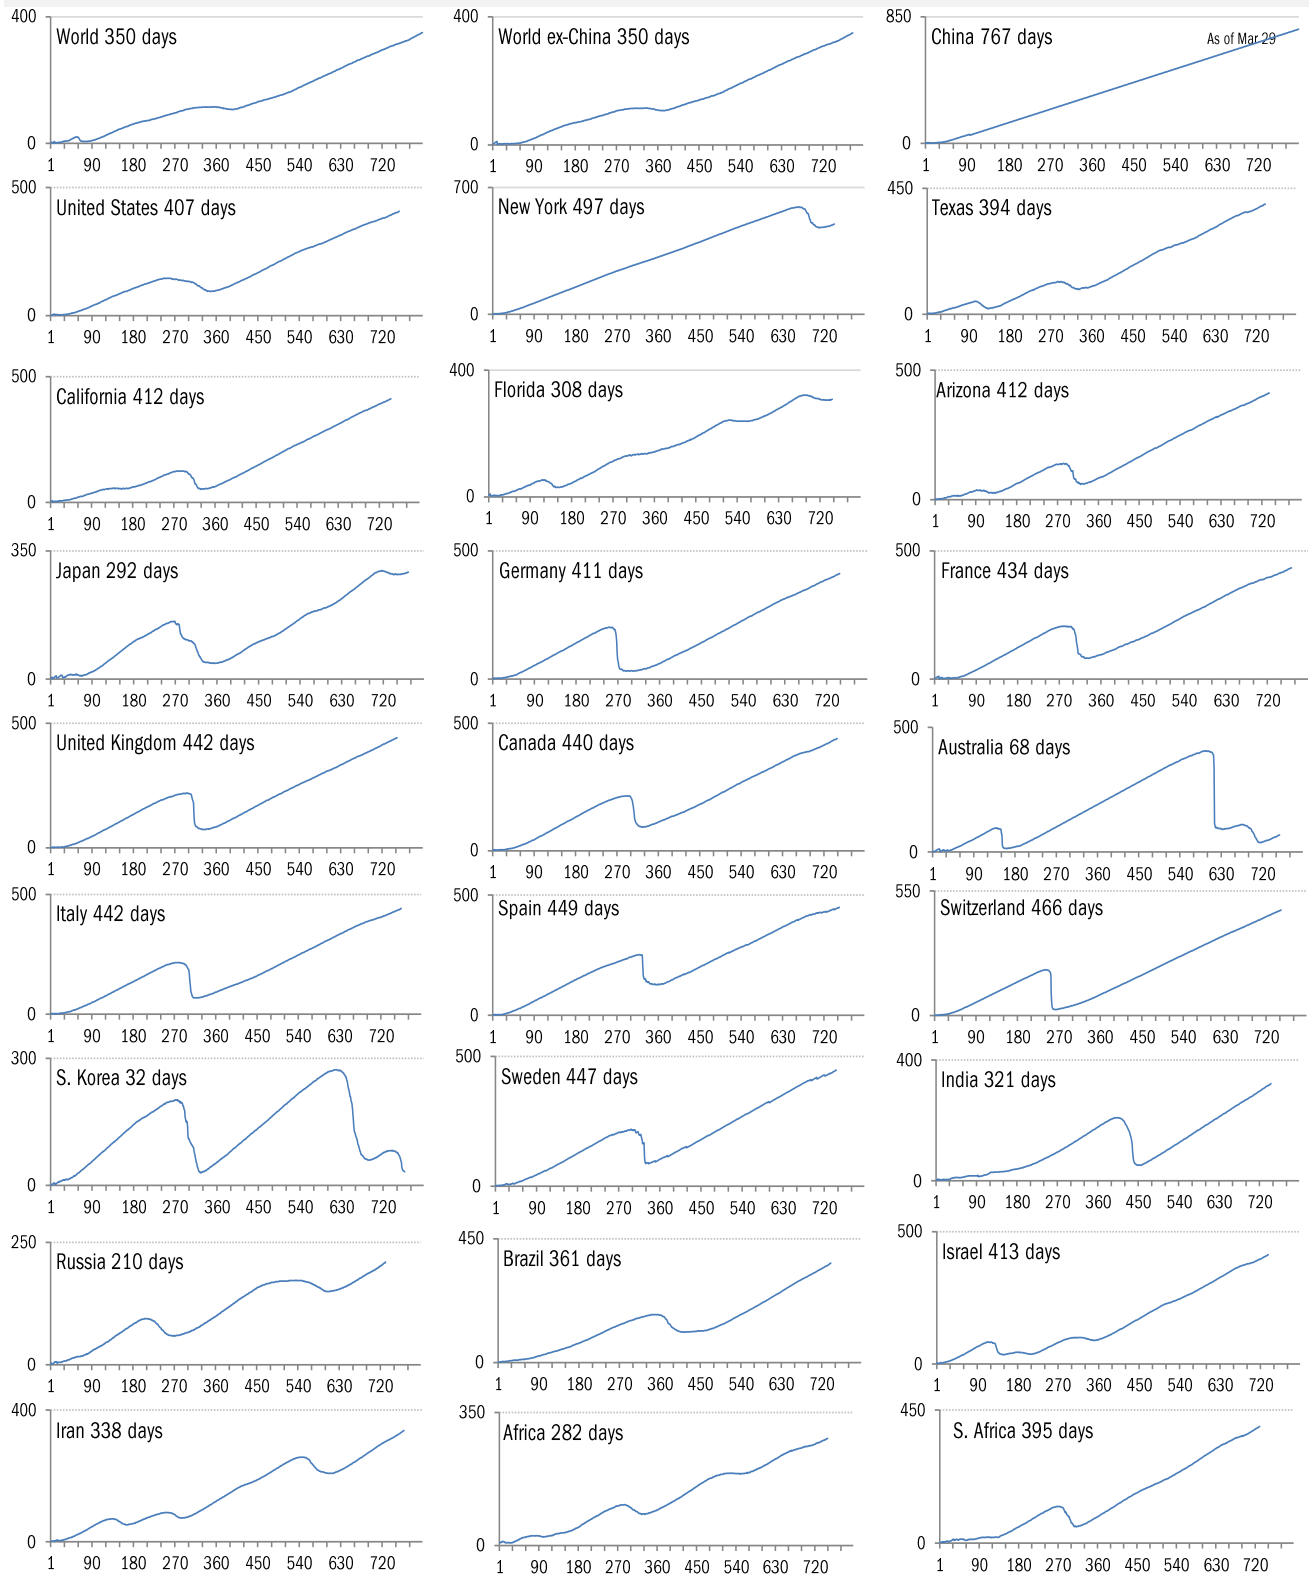 400
World 350 days
0
1 90 180 270 360 450 540 630 720
400
World ex-China 350 days
0
1 90 180 270 360 450 540 630 720
850
China 767 days
As of Mar 29
0
1 90 180 270 360 450 540 630 720
500
United States 407 days
0
1 90 180 270 360 450 540 630 720
700
New York 497 days
0
1 90 180 270 360 450 540 630 720
450
Texas 394 days
0
1 90 180 270 360 450 540 630 720
500
California 412 days
0
1 90 180 270 360 450 540 630 720
400
Florida 308 days
0
1 90 180 270 360 450 540 630 720
500
Arizona 412 days
0
1 90 180 270 360 450 540 630 720
350
Japan 292 days
0
1 90 180 270 360 450 540 630 720
500
Germany 411 days
0
1 90 180 270 360 450 540 630 720
500
France 434 days
0
1 90 180 270 360 450 540 630 720
500
United Kingdom 442 days
0
1 90 180 270 360 450 540 630 720
500
Canada 440 days
0
1 90 180 270 360 450 540 630 720
500
Australia 68 days
0
1 90 180 270 360 450 540 630 720
500
Italy 442 days
0
1 90 180 270 360 450 540 630 720
500
Spain 449 days
0
1 90 180 270 360 450 540 630 720
550
Switzerland 466 days
0
1 90 180 270 360 450 540 630 720
300
S. Korea 32 days
0
1 90 180 270 360 450 540 630 720
500
Sweden 447 days
0
1 90 180 270 360 450 540 630 720
400
India 321 days
0
1 90 180 270 360 450 540 630 720
250
Russia 210 days
0
1 90 180 270 360 450 540 630 720
450
Brazil 361 days
0
1 90 180 270 360 450 540 630 720
500
Israel 413 days
0
1 90 180 270 360 450 540 630 720
400
Iran 338 days
0
1 90 180 270 360 450 540 630 720
350
Africa 282 days
0
1 90 180 270 360 450 540 630 720
450
S. Africa 395 days
0
1 90 180 270 360 450 540 630 720